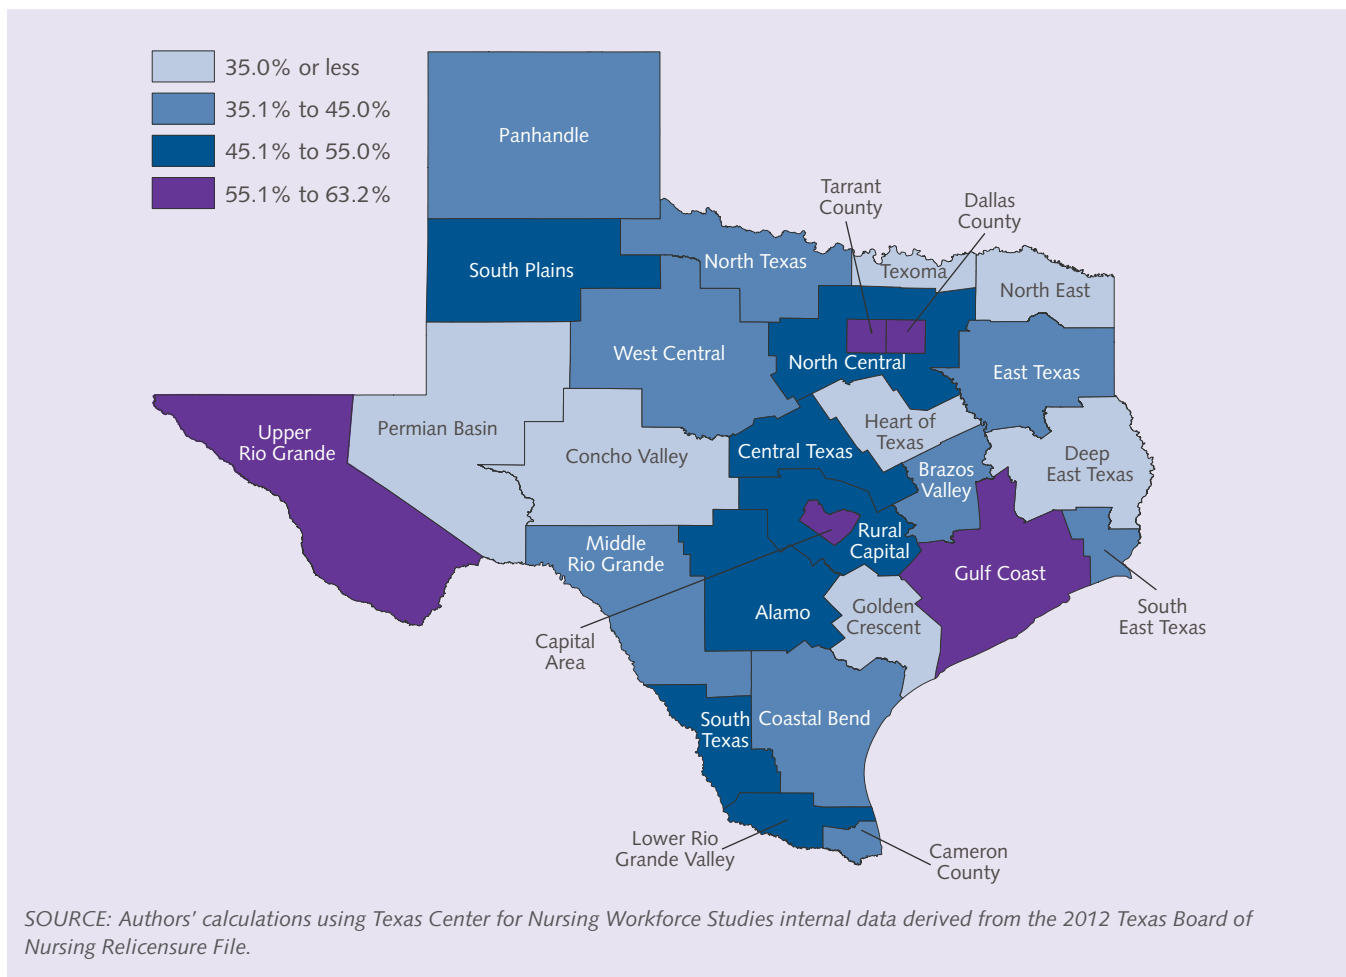 35.0% or less
35.1% to 45.0%
45.1% to 55.0%
55.1% to 63.2%
Panhandle
Tarrant
County
Dallas
County
South Plains
North Texas
Texoma
North East
West Central
North Central
East Texas
Upper
Rio Grande
Permian Basin
Concho Valley
Central Texas
Heart of
Texas
Brazos
Valley
Deep
East Texas
Middle
Rio Grande
Rural
Capital
Gulf Coast
Capital
Area
Alamo
Golden
Crescent
South
East Texas
South
Texas
Coastal Bend
Lower Rio
Grande Valley
Cameron
County
SOURCE: Authors’ calculations using Texas Center for Nursing Workforce Studies internal data derived from the 2012 Texas Board of
Nursing Relicensure File.